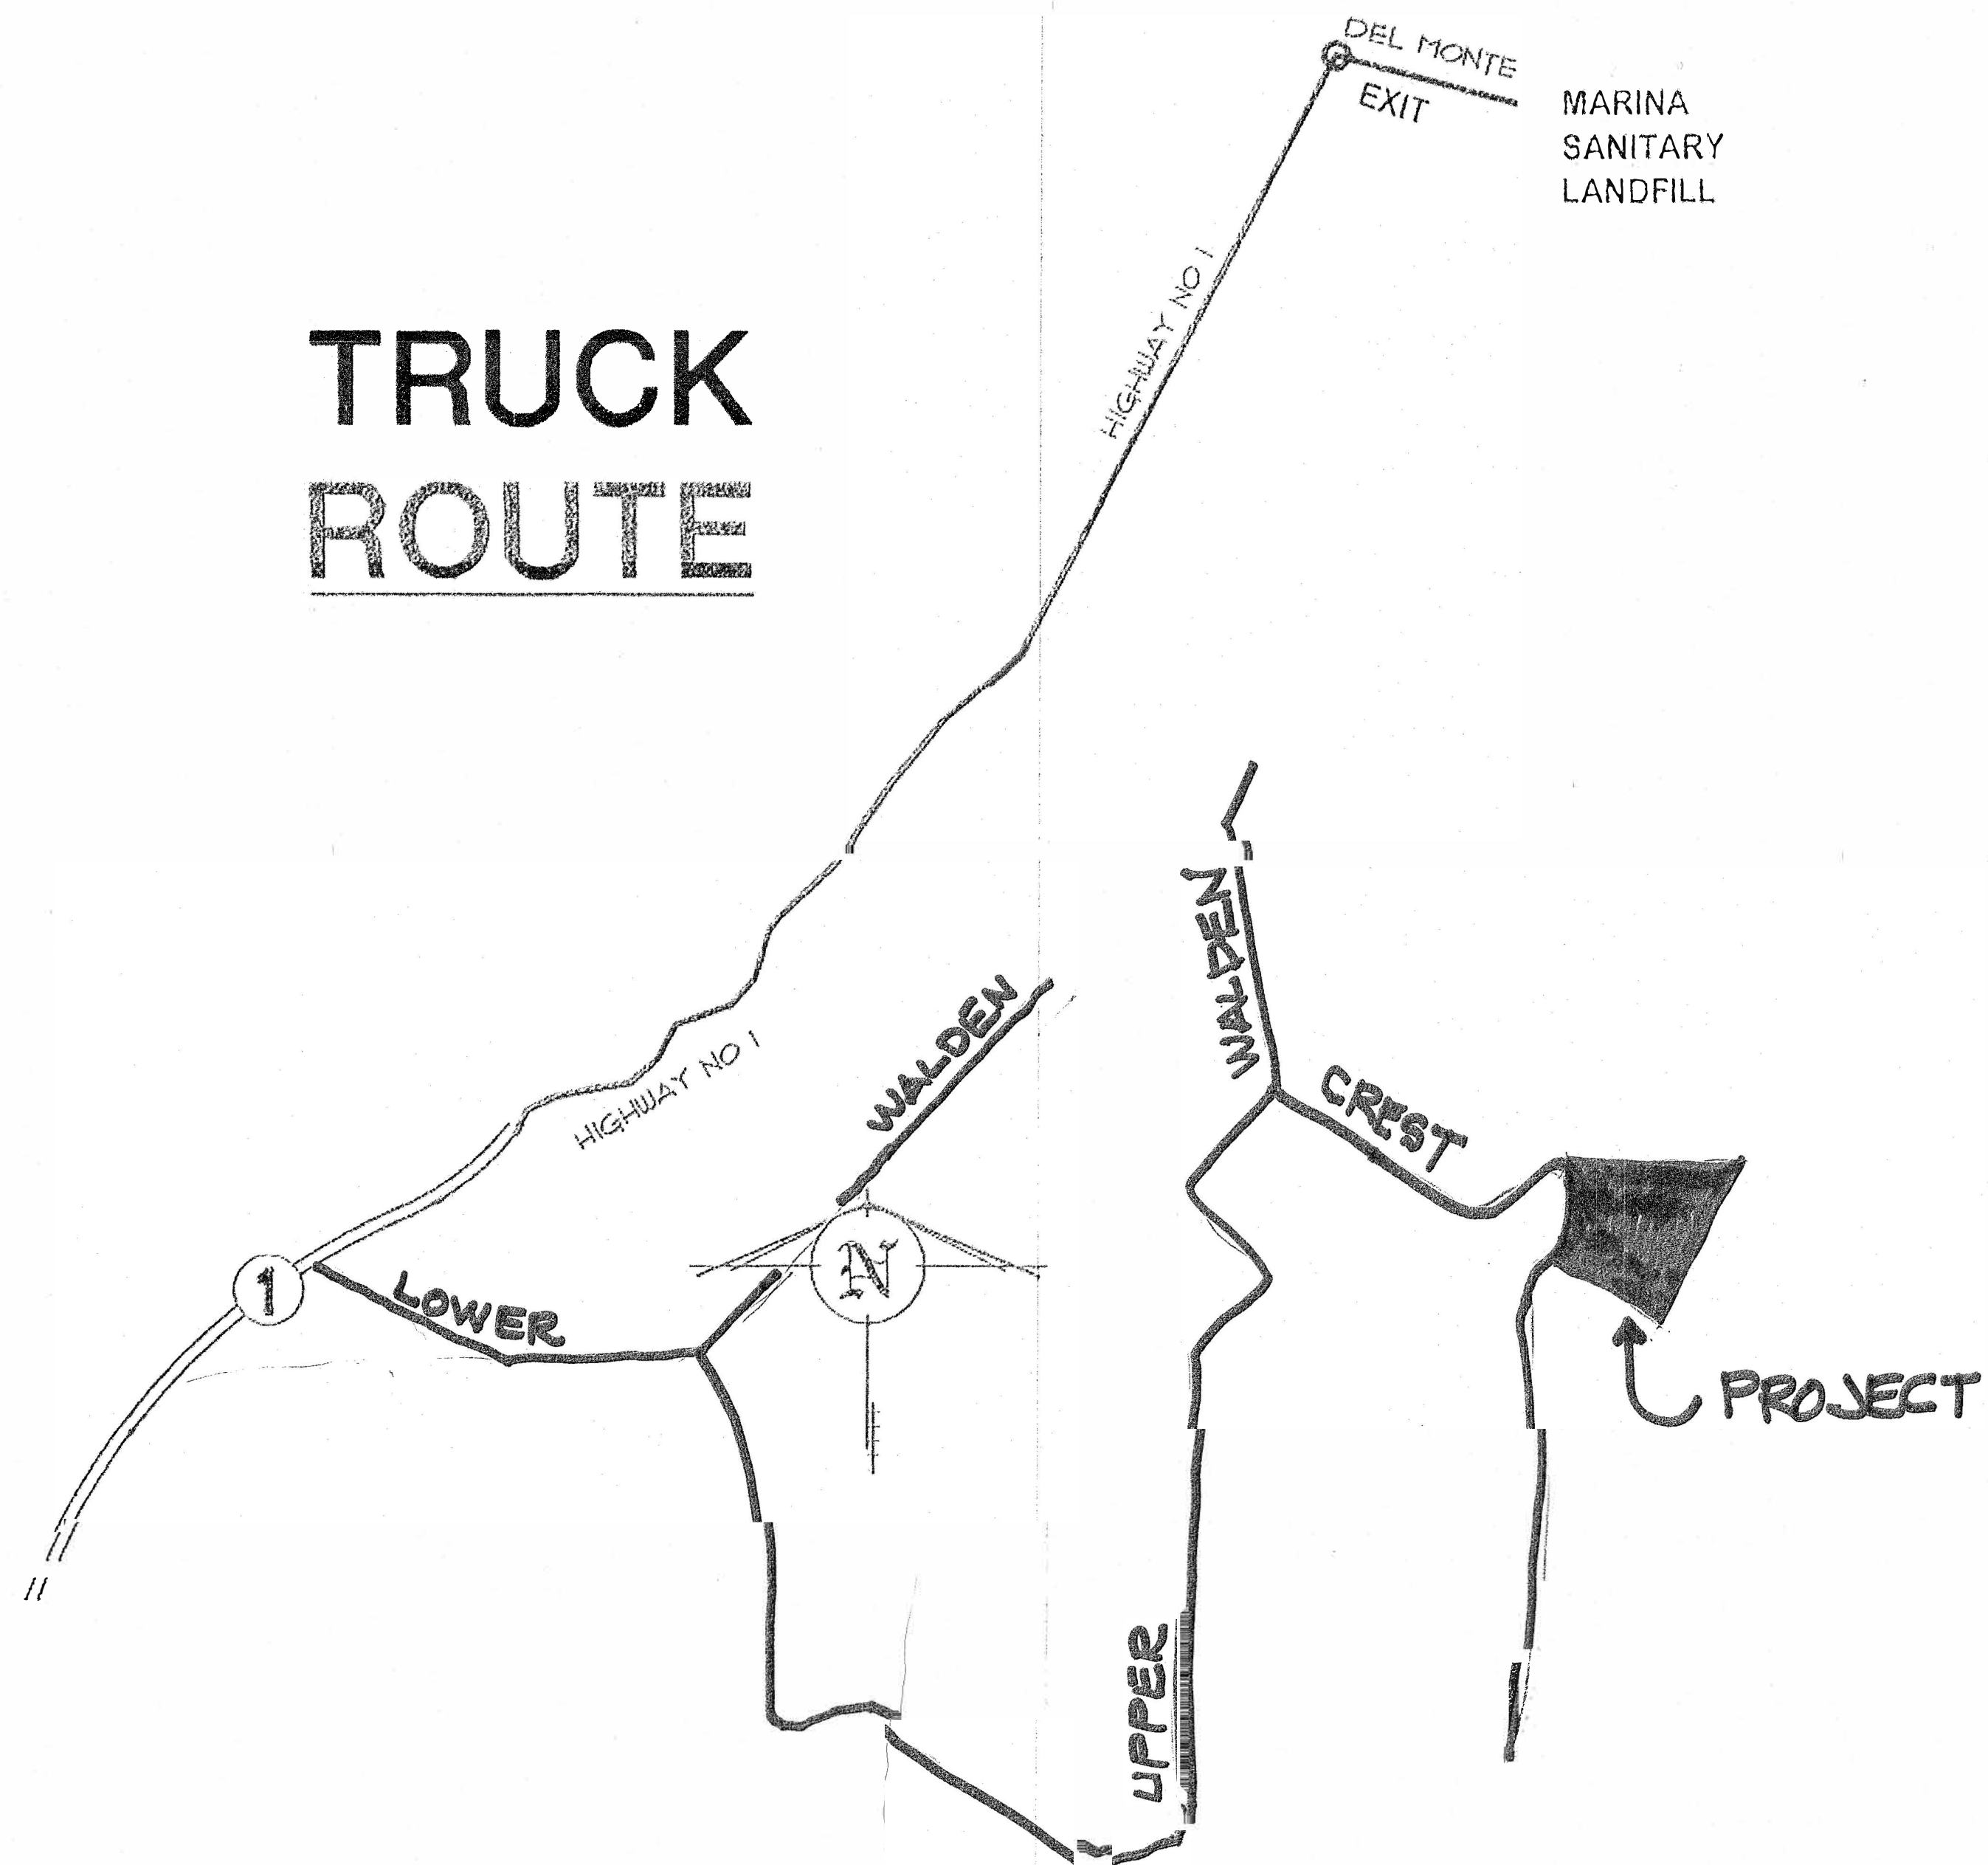 DEL MONTE
EXIT
MARINA
SANITARY
LANDFILL
HIGHWAY NO 1
TRUCK
ROUTE
WALDEN
WALDEN
HIGHWAY NO 1
CREST
1
LOWER
N
PROJECT
UPPER